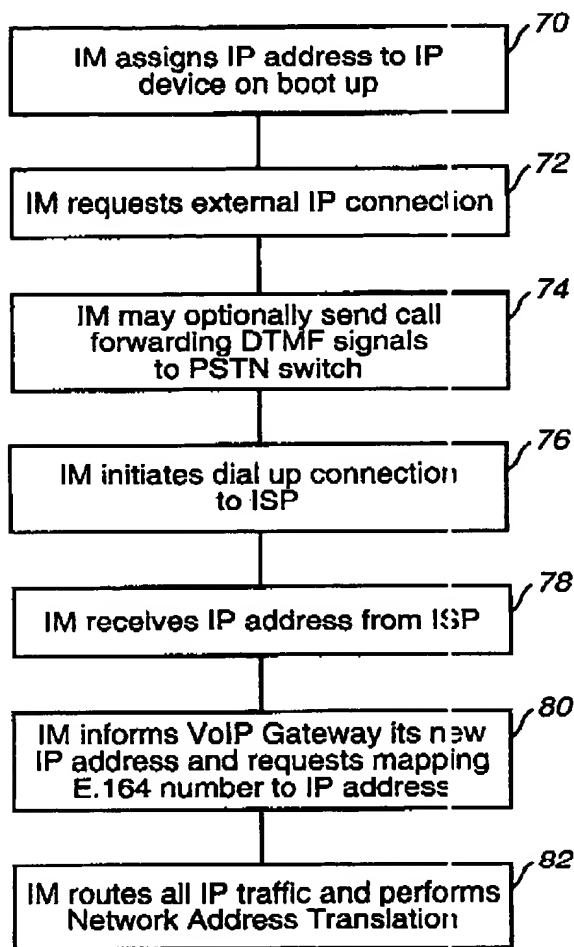 70
IM assigns IP address to IP
device on boot up
72
IM requests external IP connection
74
IM may optionally send call
forwarding DTMF signals
to PSTN switch
76
IM initiates dial up connection
to ISP
78
IM receives IP address from ISP
80
IM informs VoIP Gateway its new
IP address and requests mapping
E.164 number to IP address
82
IM routes all IP traffic and performs
Network Address Translation